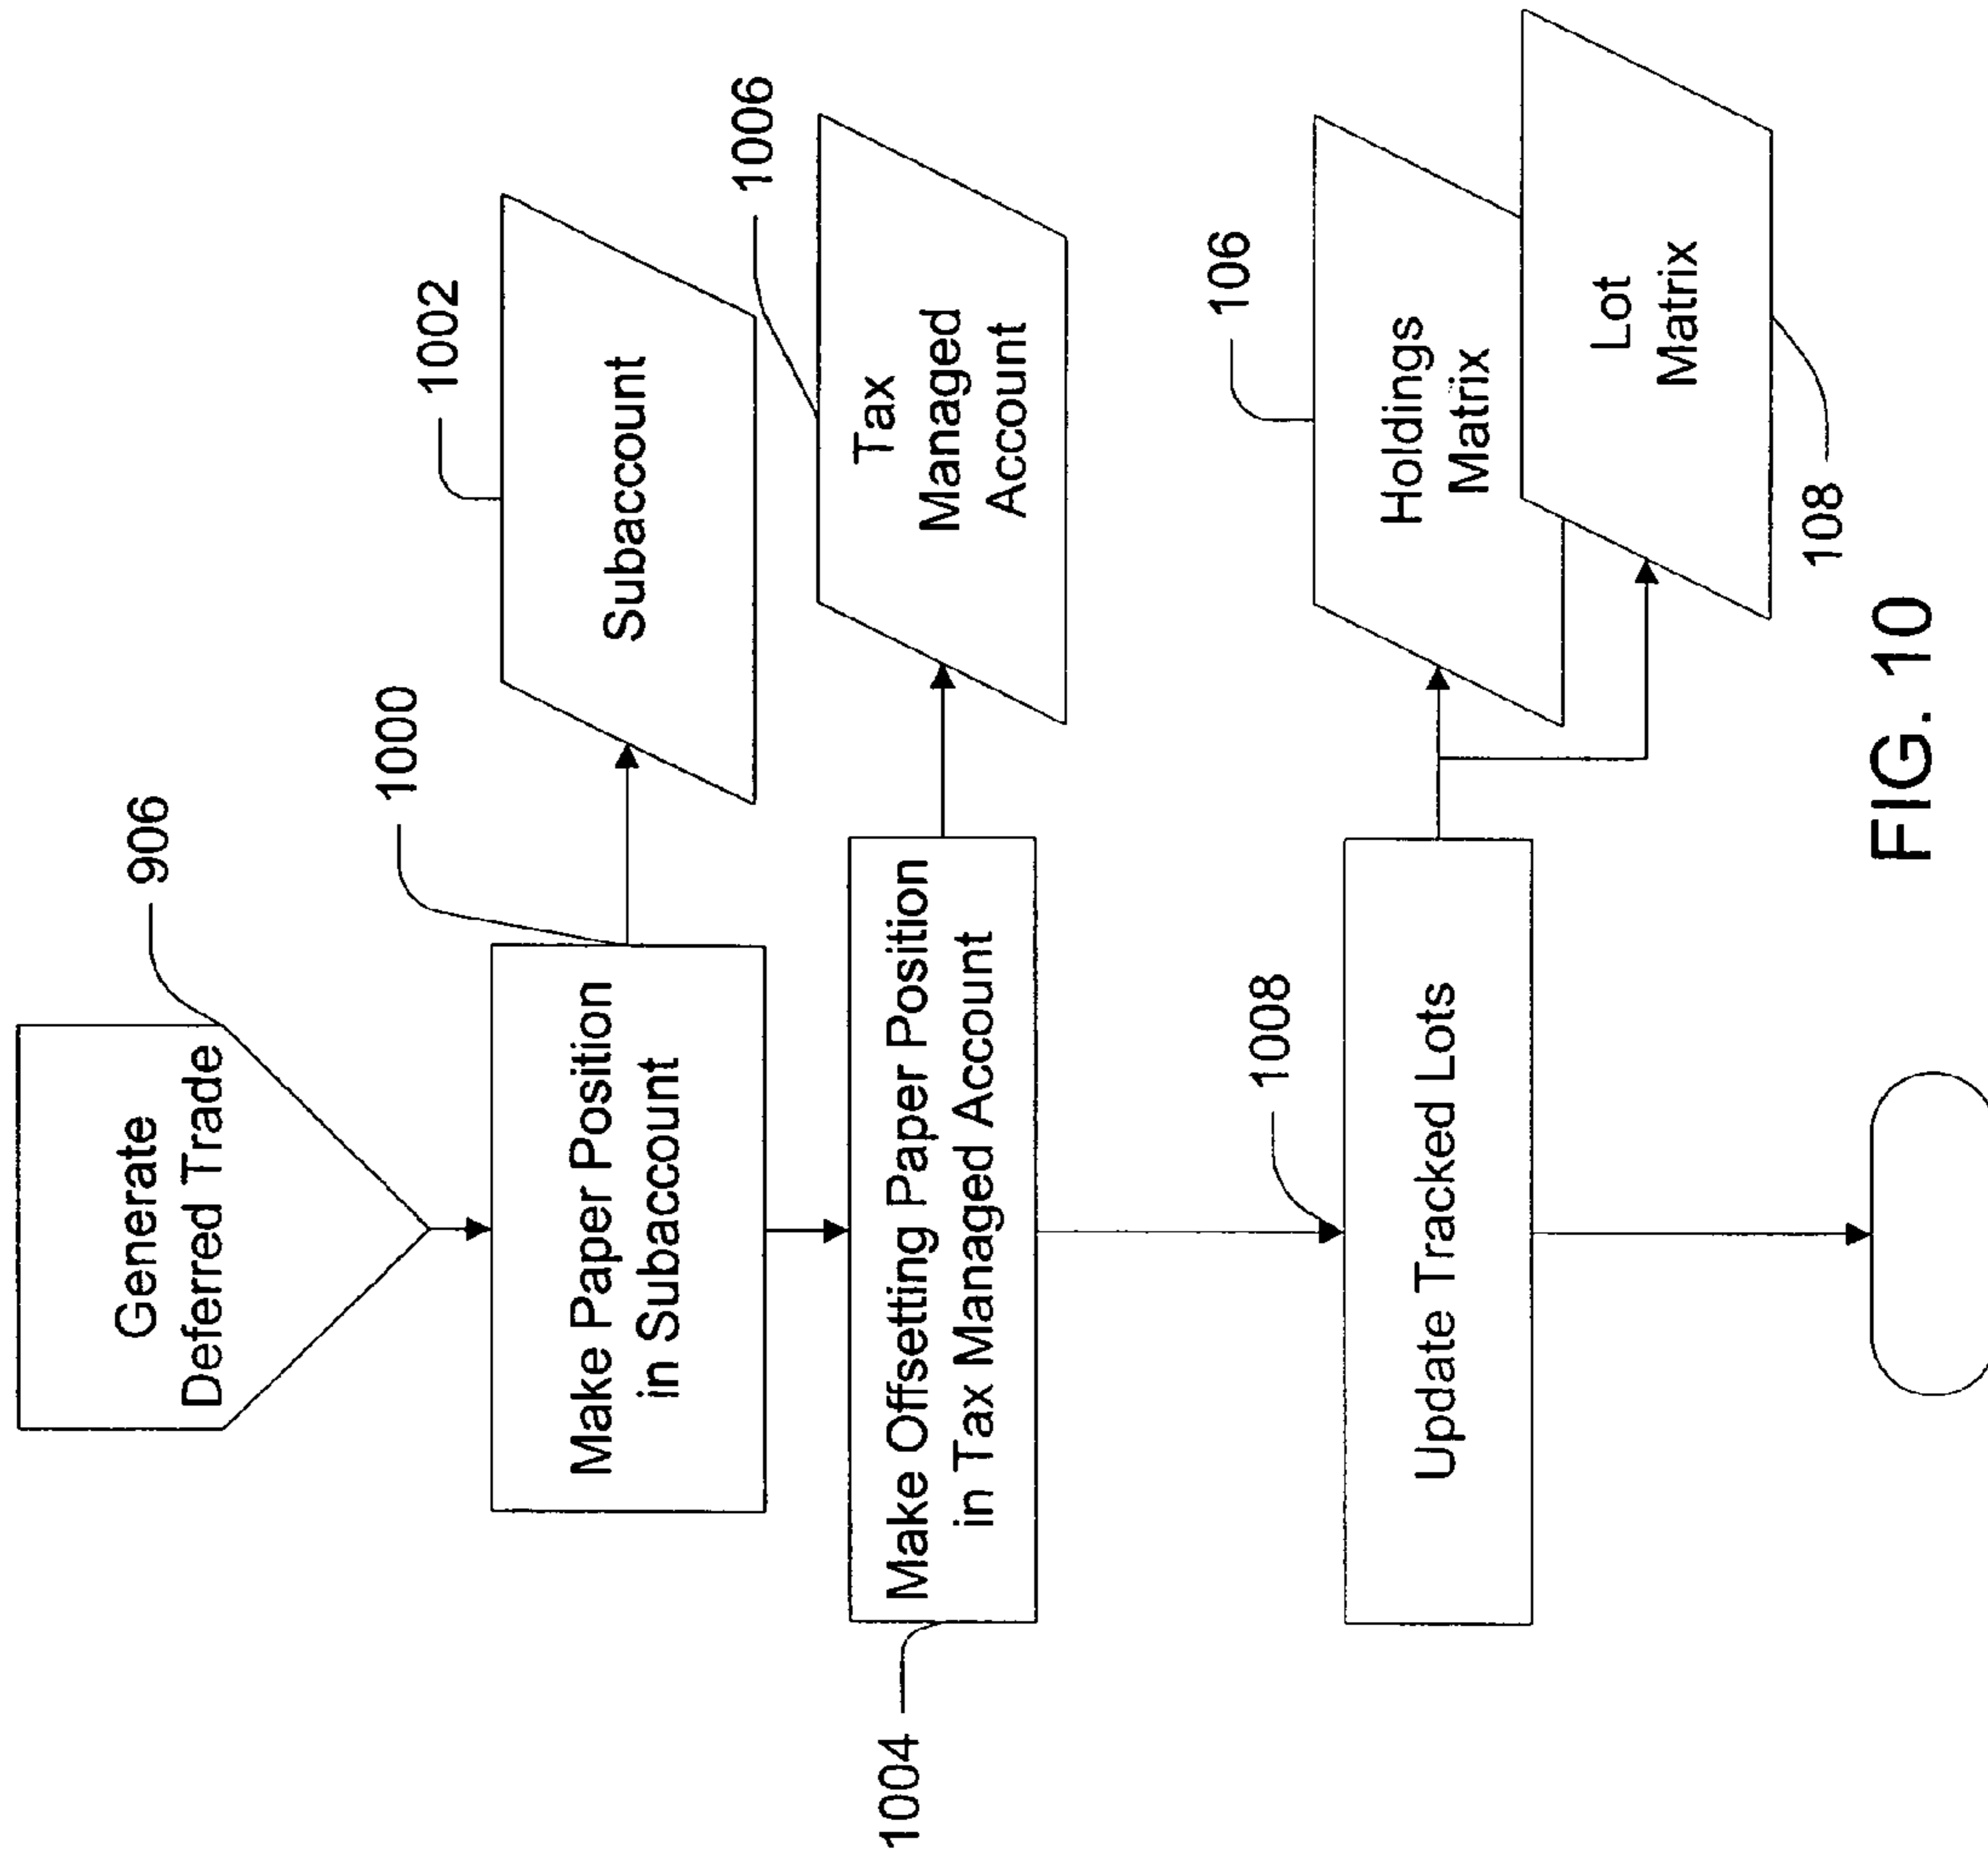 Generate
Deferred Trade
906
Make Paper Position
in Subaccount
1000
Subaccount
1002
Make Offsetting Paper Position
in Tax Managed Account
1004
Tax
Managed
Account
1006
Update Tracked Lots
1008
Holdings
Matrix
106
Lot
Matrix
108
FIG. 10